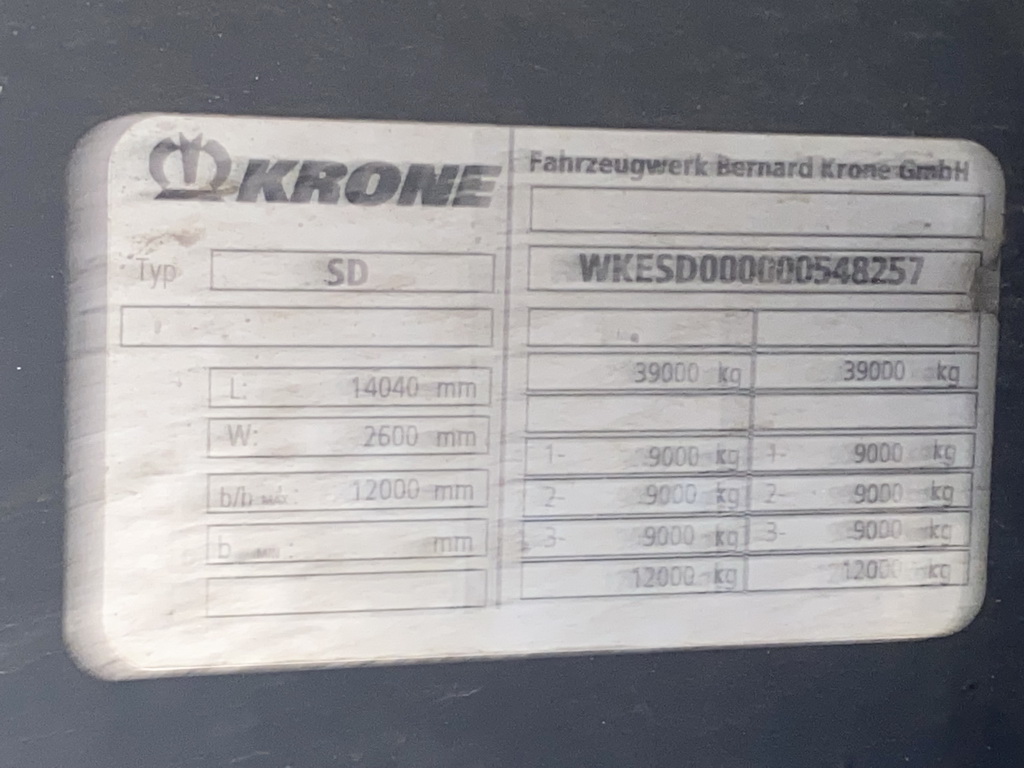 KRONE
Fahrzeugwerk Bernard Krone GmbH
Typ SD
WKESD000000548257
39000 kg 39000 kg
L: 14040 mm
W: 2600 mm
b/b MAX: 12000 mm
b MIN: mm
1- 9000 kg 1- 9000 kg
2- 9000 kg 2- 9000 kg
3- 9000 kg 3- 9000 kg
12000 kg 12000 kg